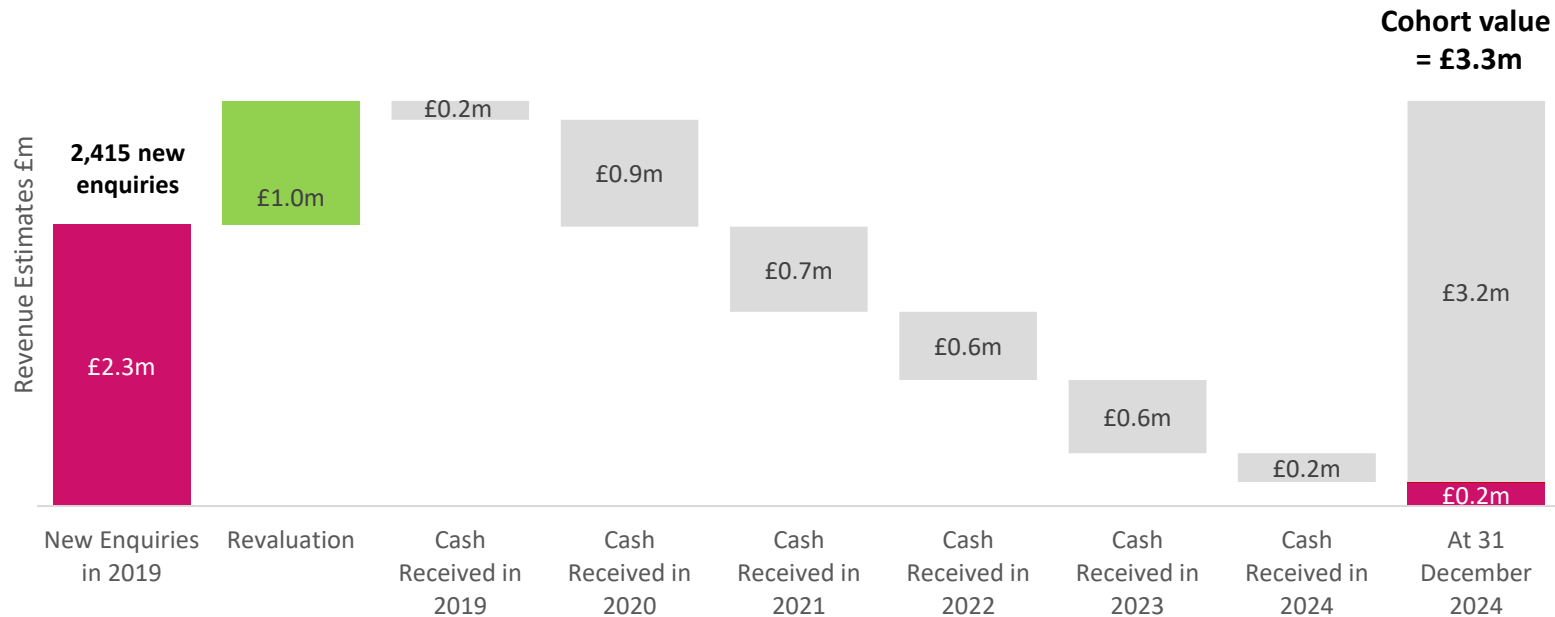 Cohort value
= £3.3m
Revenue Estimates £m
2,415 new
enquiries
£2.3m
£1.0m
£0.2m
£0.9m
£0.7m
£0.6m
£0.6m
£0.2m
£3.2m
£0.2m
New Enquiries
in 2019
Revaluation
Cash
Received in
2019
Cash
Received in
2020
Cash
Received in
2021
Cash
Received in
2022
Cash
Received in
2023
Cash
Received in
2024
At 31
December
2024